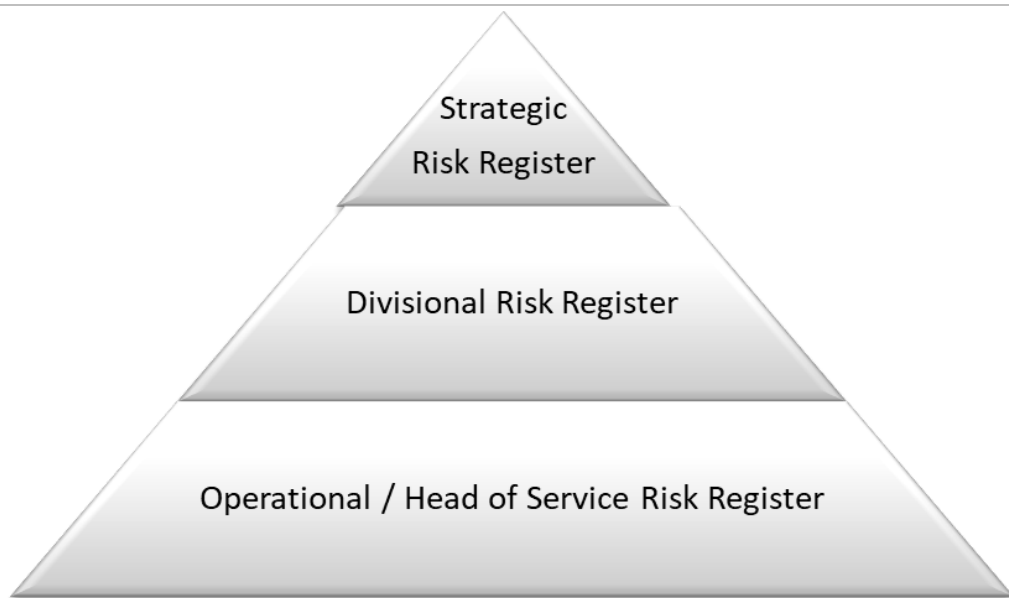 Strategic
Risk Register
Divisional Risk Register
Operational / Head of Service Risk Register